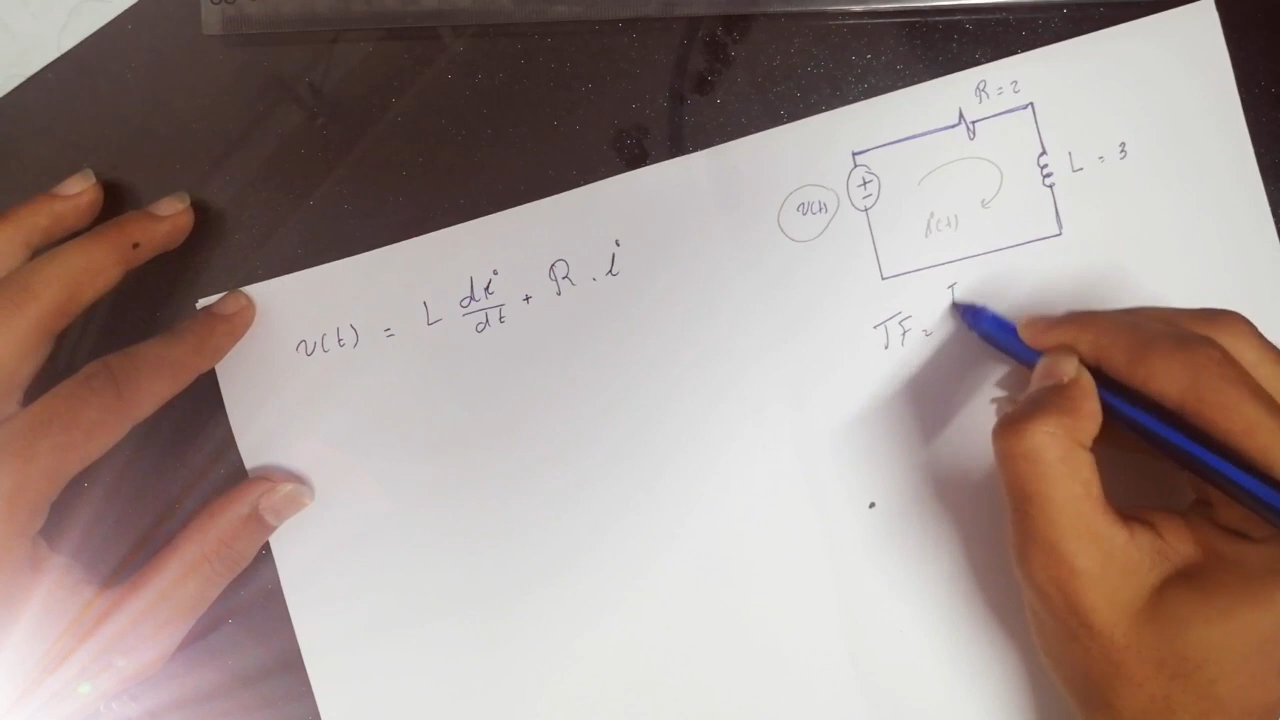 R = 2
L = 3
v(t)
i(t)
v(t) = L di/dt + R . i
TF = I